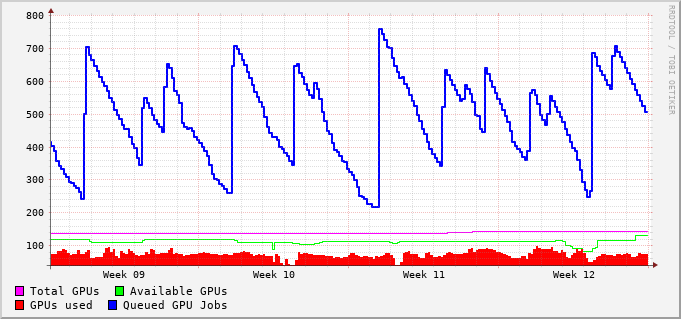 800
700
600
500
400
300
200
100
Week 09 Week 10 Week 11 Week 12
Total GPUs Available GPUs
GPUs used Queued GPU Jobs
RRDTOOL / TOBI OETIKER